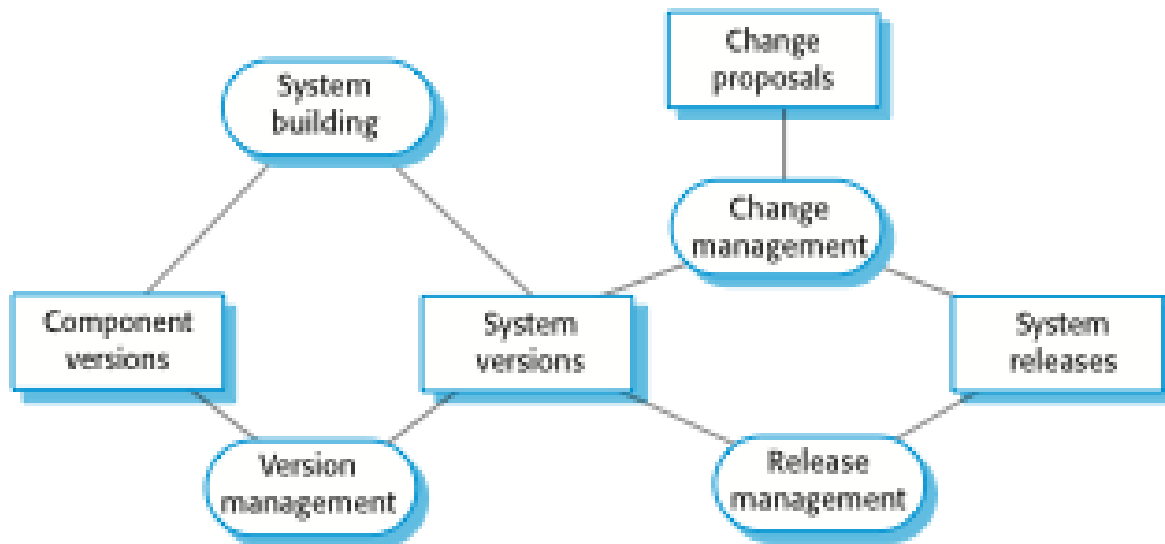 Change
proposals
System
building
Change
management
Component
versions
System
versions
System
releases
Version
management
Release
management